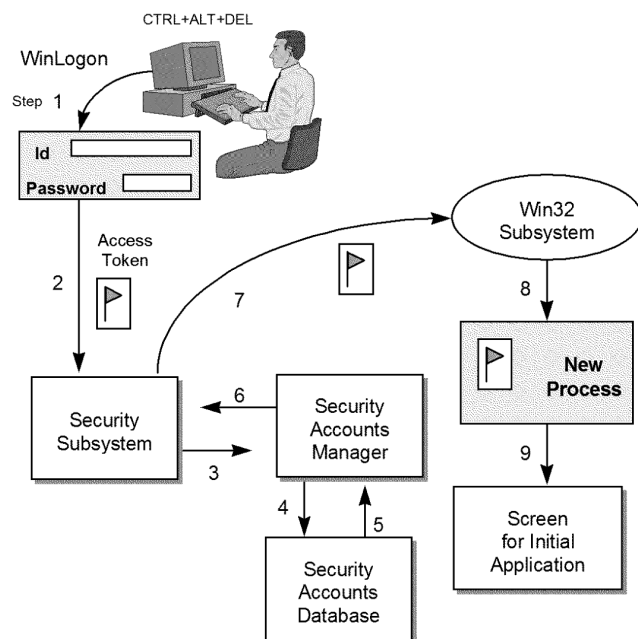 CTRL+ALT+DEL
WinLogon
Step 1
Id
Password
2
Access
Token
7
Win32
Subsystem
8
New
Process
Security
Subsystem
6
3
Security
Accounts
Manager
9
4
5
Screen
for Initial
Application
Security
Accounts
Database